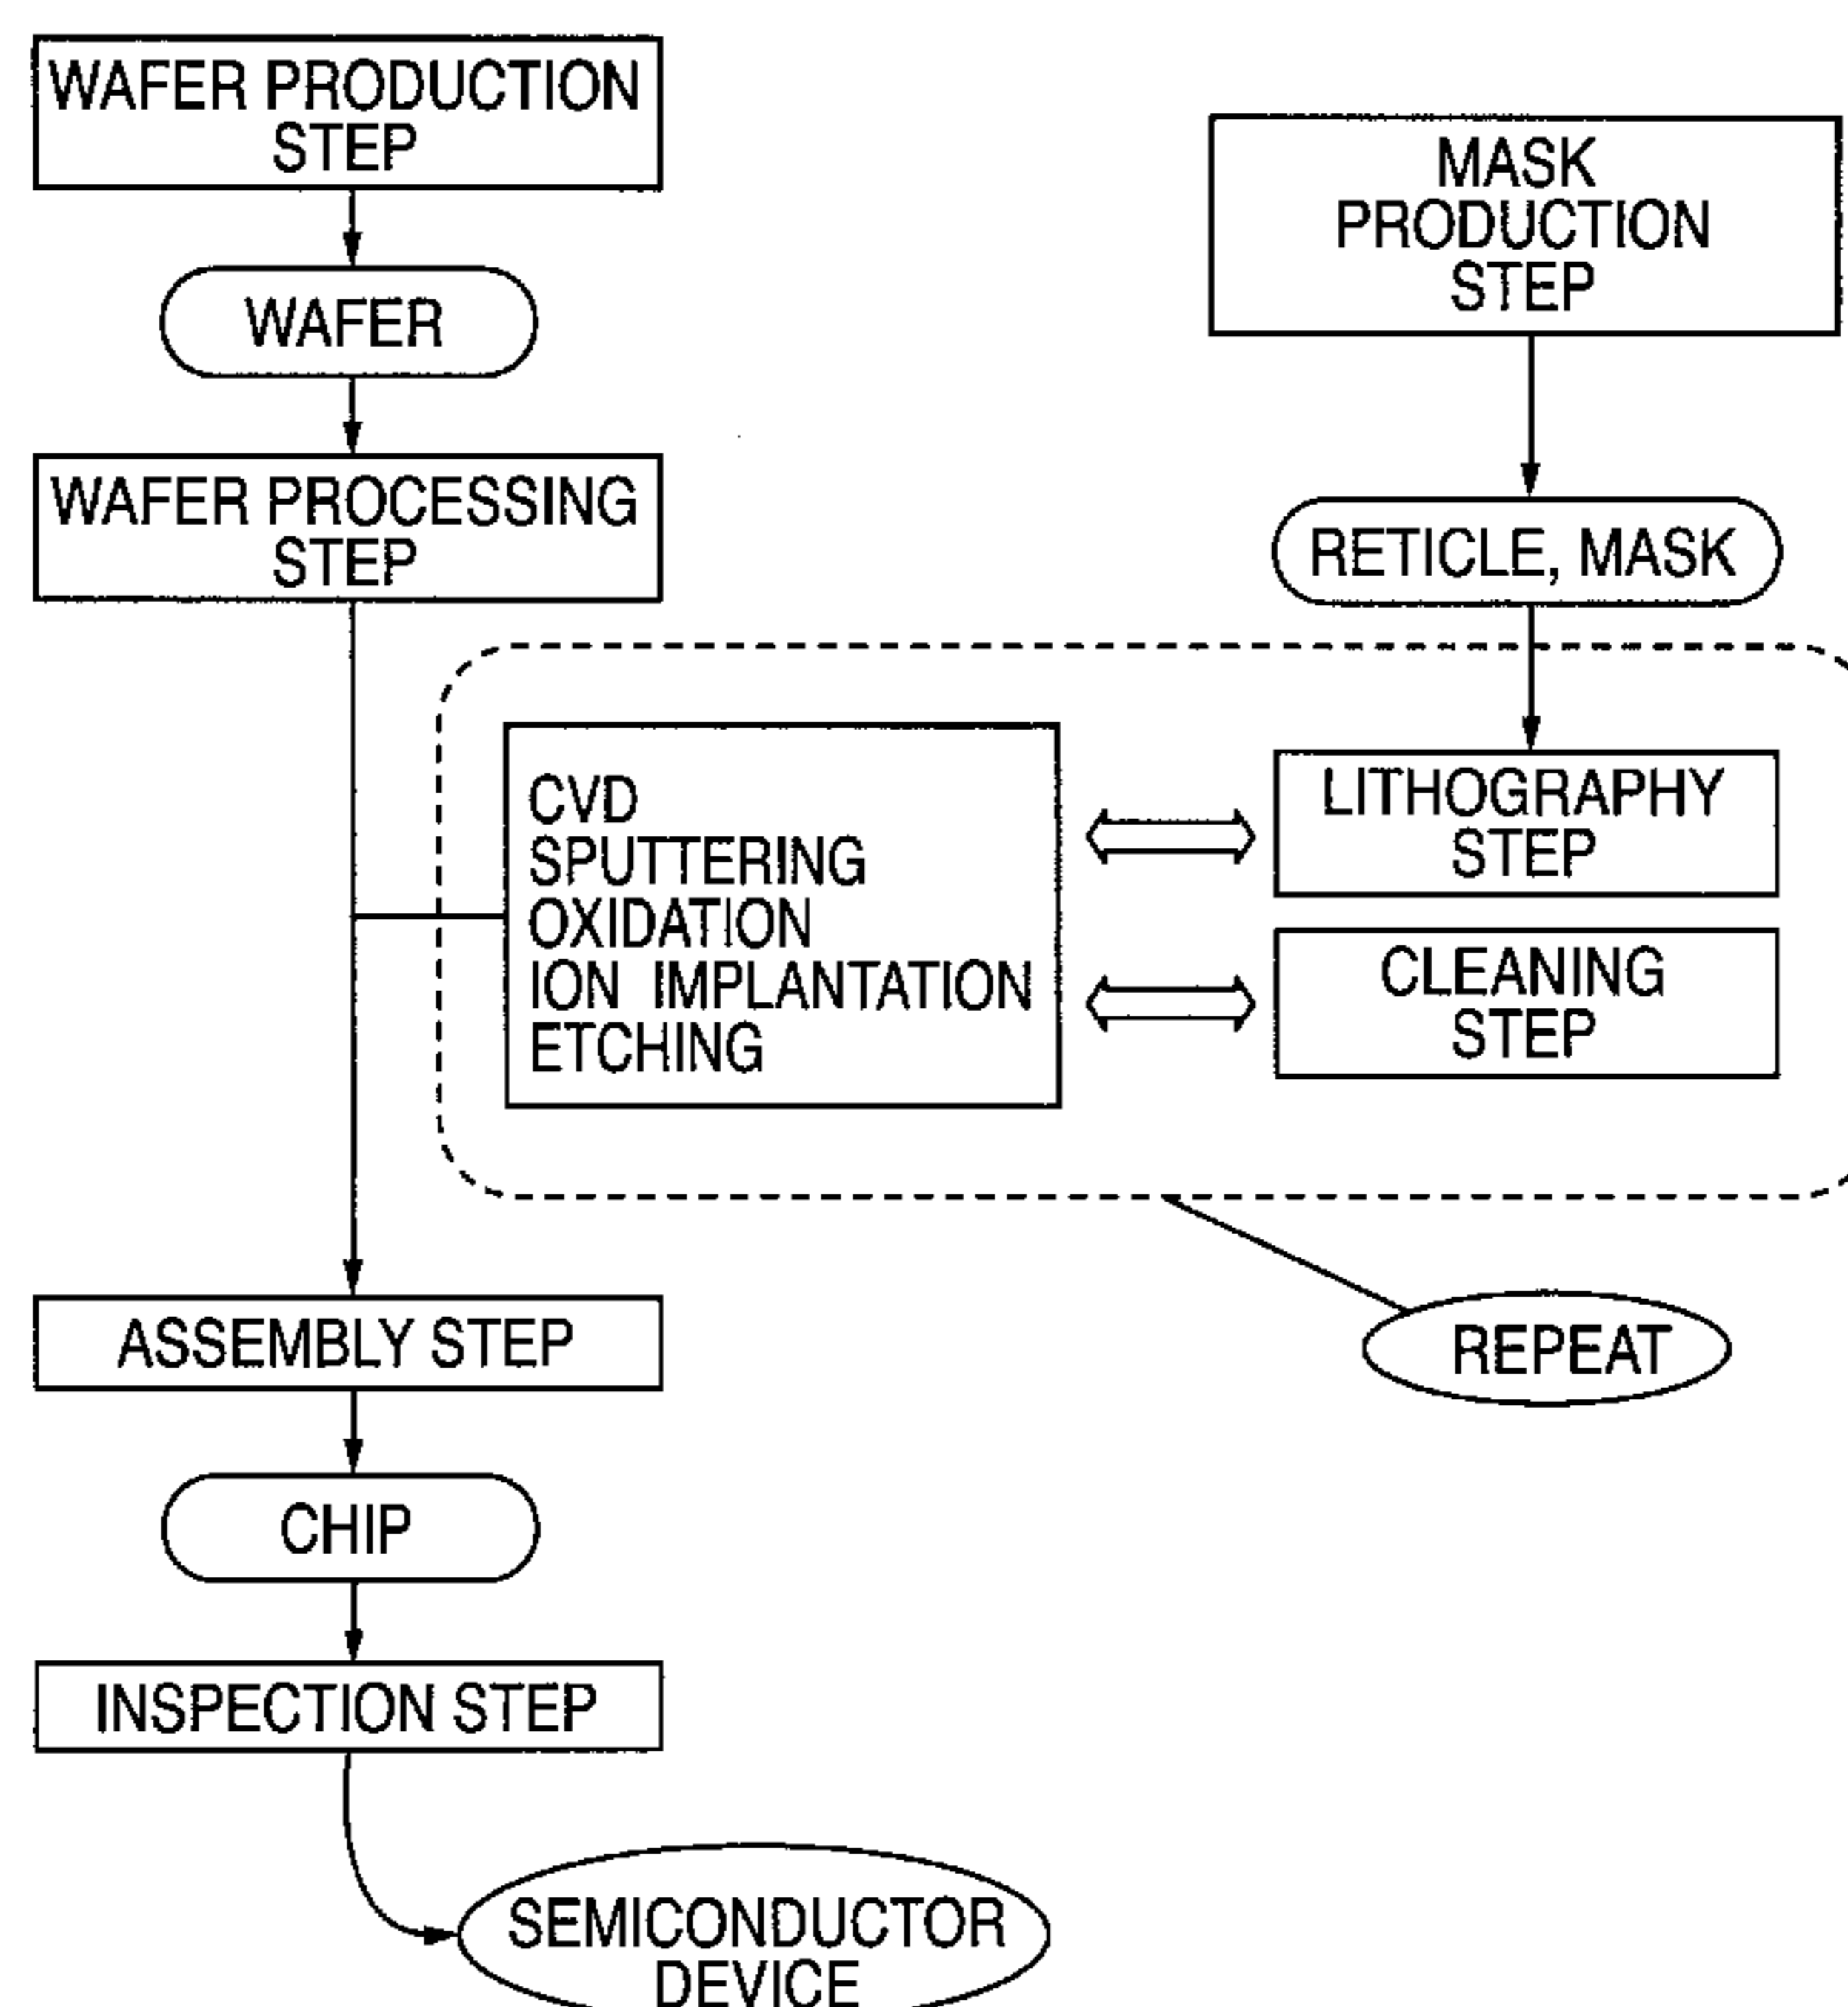 WAFER PRODUCTION
STEP
WAFER
WAFER PROCESSING
STEP
MASK
PRODUCTION
STEP
RETICLE, MASK
CVD
SPUTTERING
OXIDATION
ION IMPLANTATION
ETCHING
LITHOGRAPHY
STEP
CLEANING
STEP
REPEAT
ASSEMBLY STEP
CHIP
INSPECTION STEP
SEMICONDUCTOR
DEVICE